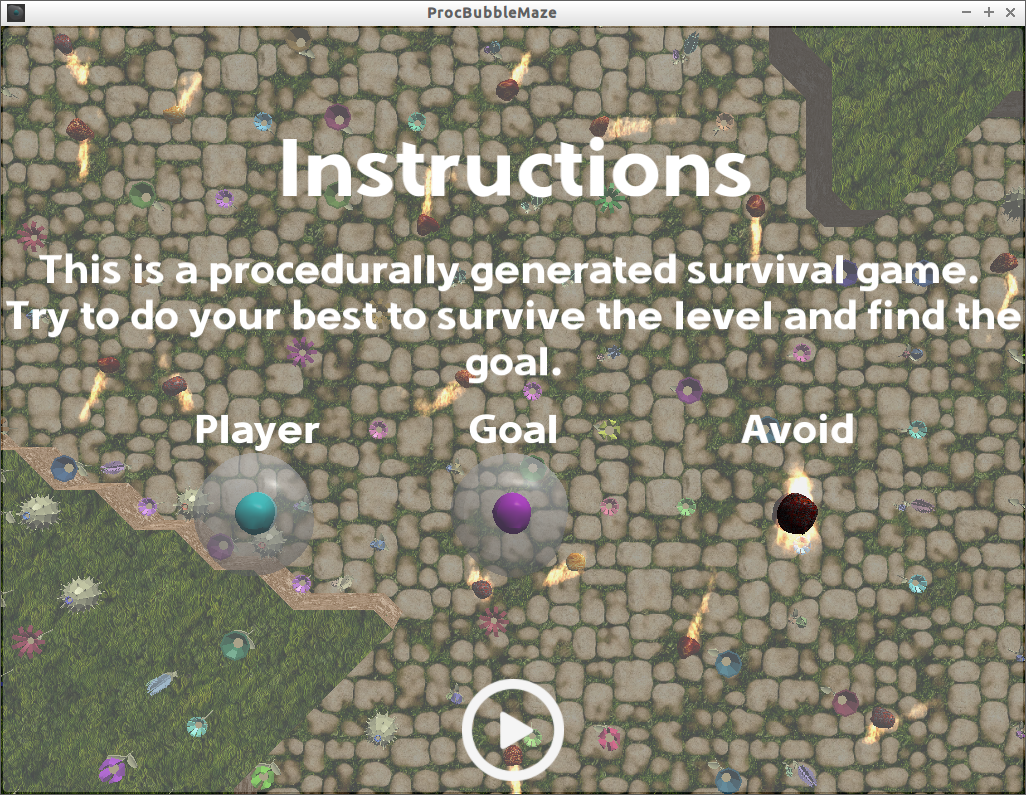 ProcBubbleMaze
Instructions
This is a procedurally generated survival game.
Try to do your best to survive the level and find the
goal.
Player Goal Avoid